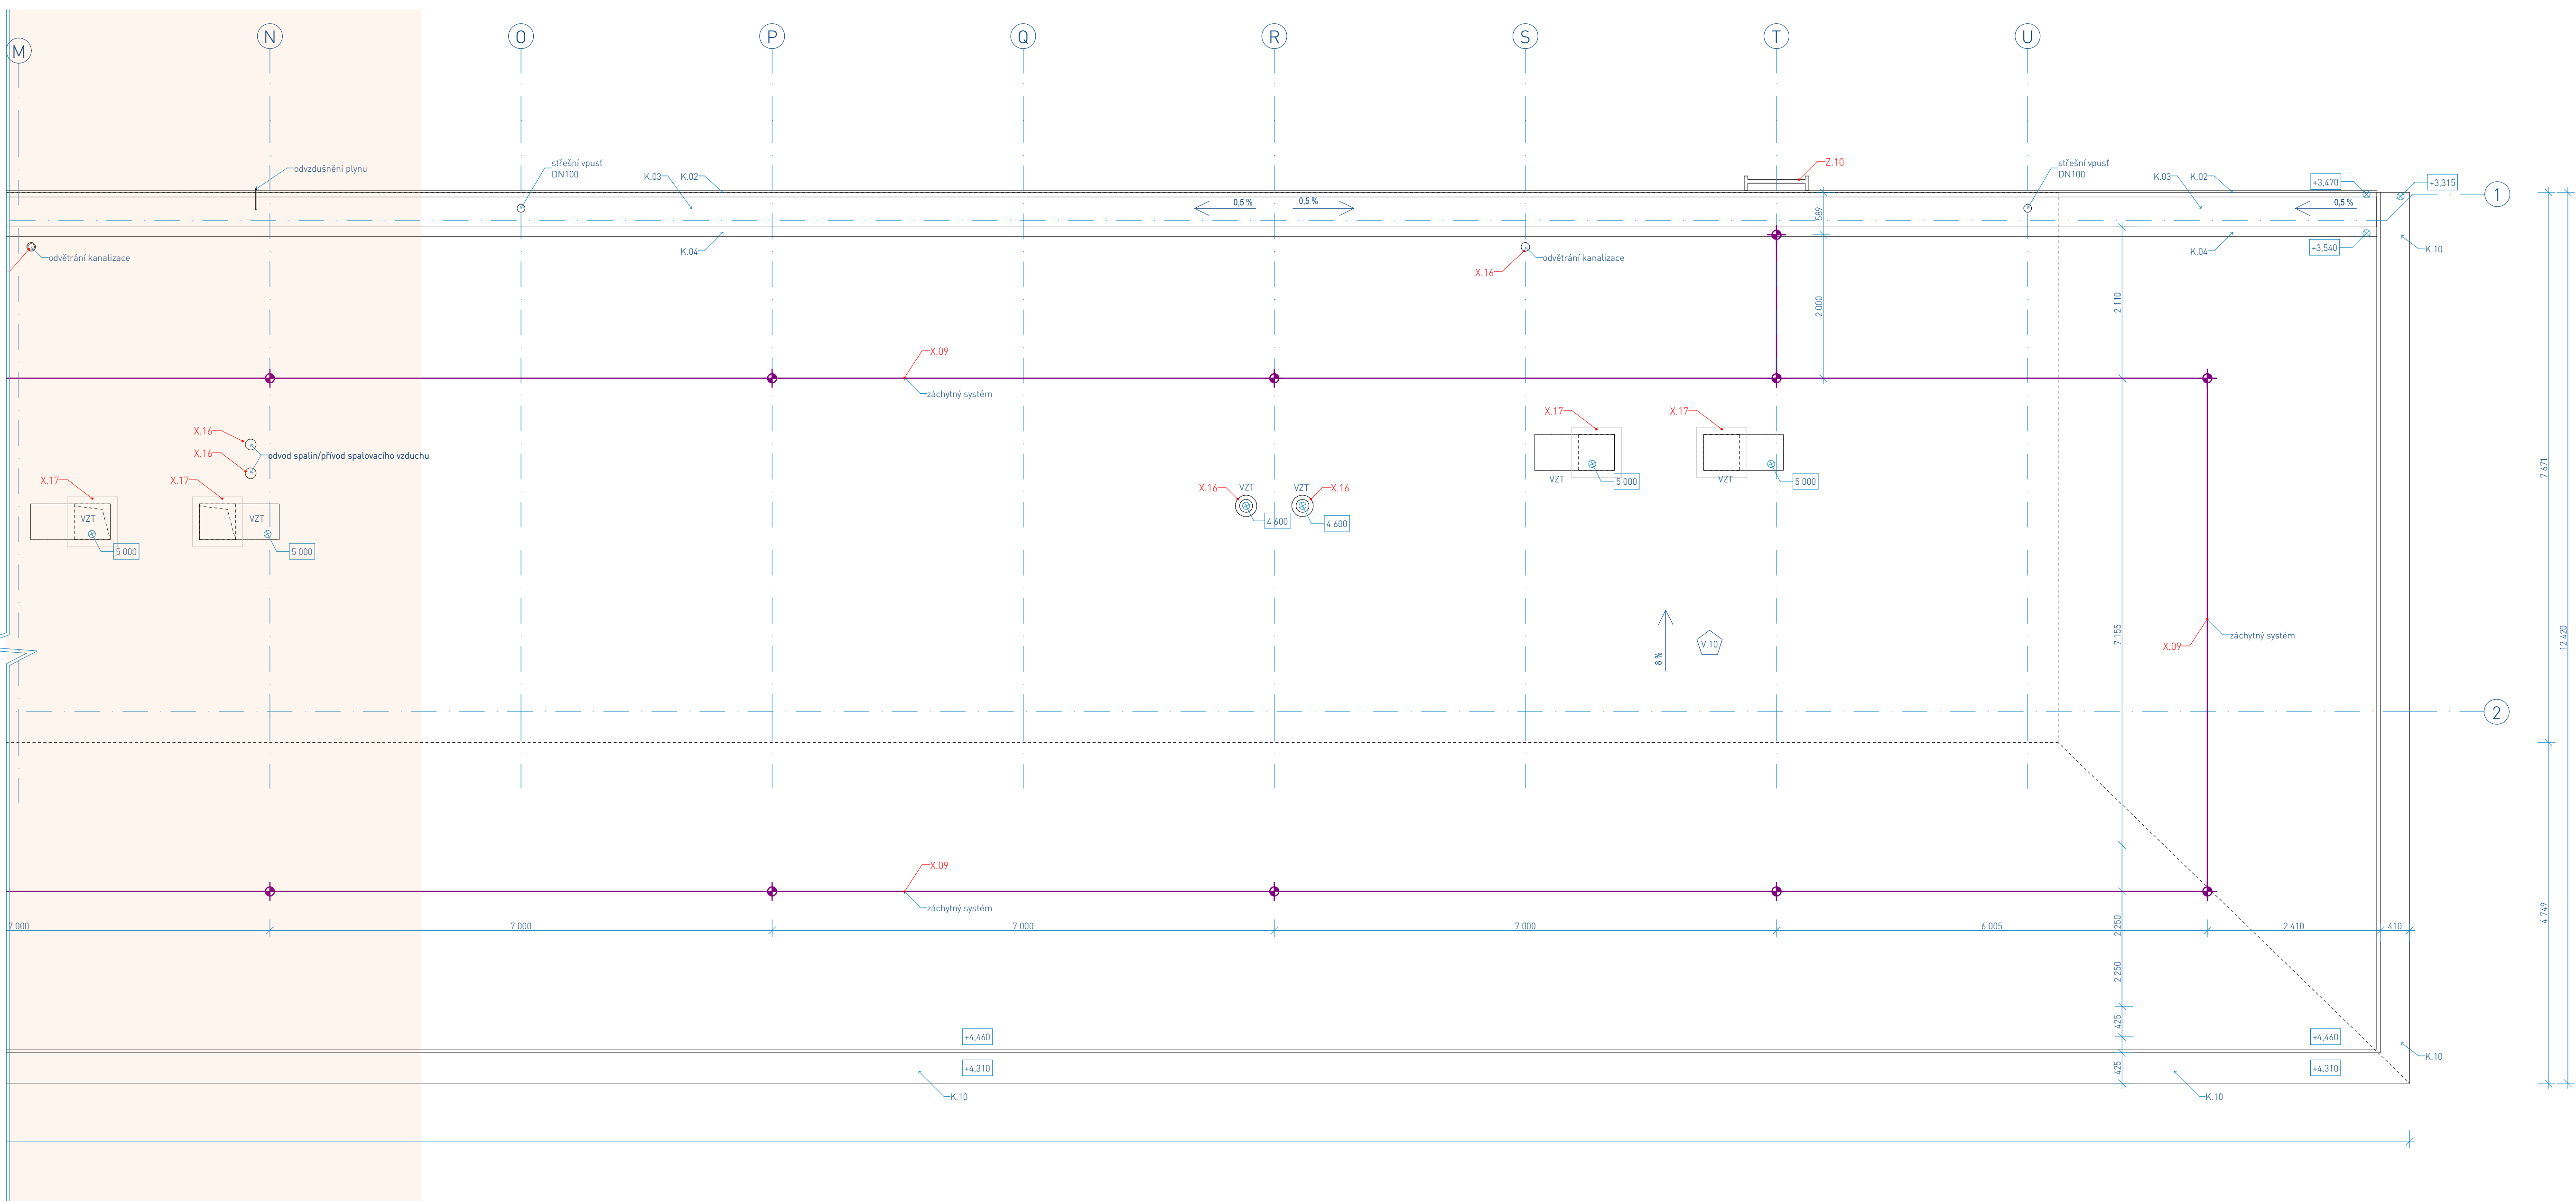 M
N
O
P
Q
R
S
T
U
odvzdušnění plynu
střešní vpusť
DN100
K.03
K.02
Z.10
střešní vpusť
DN100
K.03
K.02
+3,470
+3,315
1
0,5 %
0,5 %
0,5 %
589
odvětrání kanalizace
K.04
X.16
odvětrání kanalizace
K.04
+3,540
K.10
2 000
2 110
X.09
záchytný systém
X.17
X.17
X.16
X.16
odvod spalin/přívod spalovacího vzduchu
VZT
5 000
VZT
5 000
7 671
X.17
X.17
X.16
VZT
VZT
X.16
4 600
4 600
VZT
5 000
VZT
5 000
8 %
V.10
7 155
X.09
záchytný systém
12 420
2
X.09
záchytný systém
7 000
7 000
7 000
7 000
6 005
2 250
2 410
410
4 749
2 250
425
+4,460
+4,460
+4,310
+4,310
425
K.10
K.10
K.10